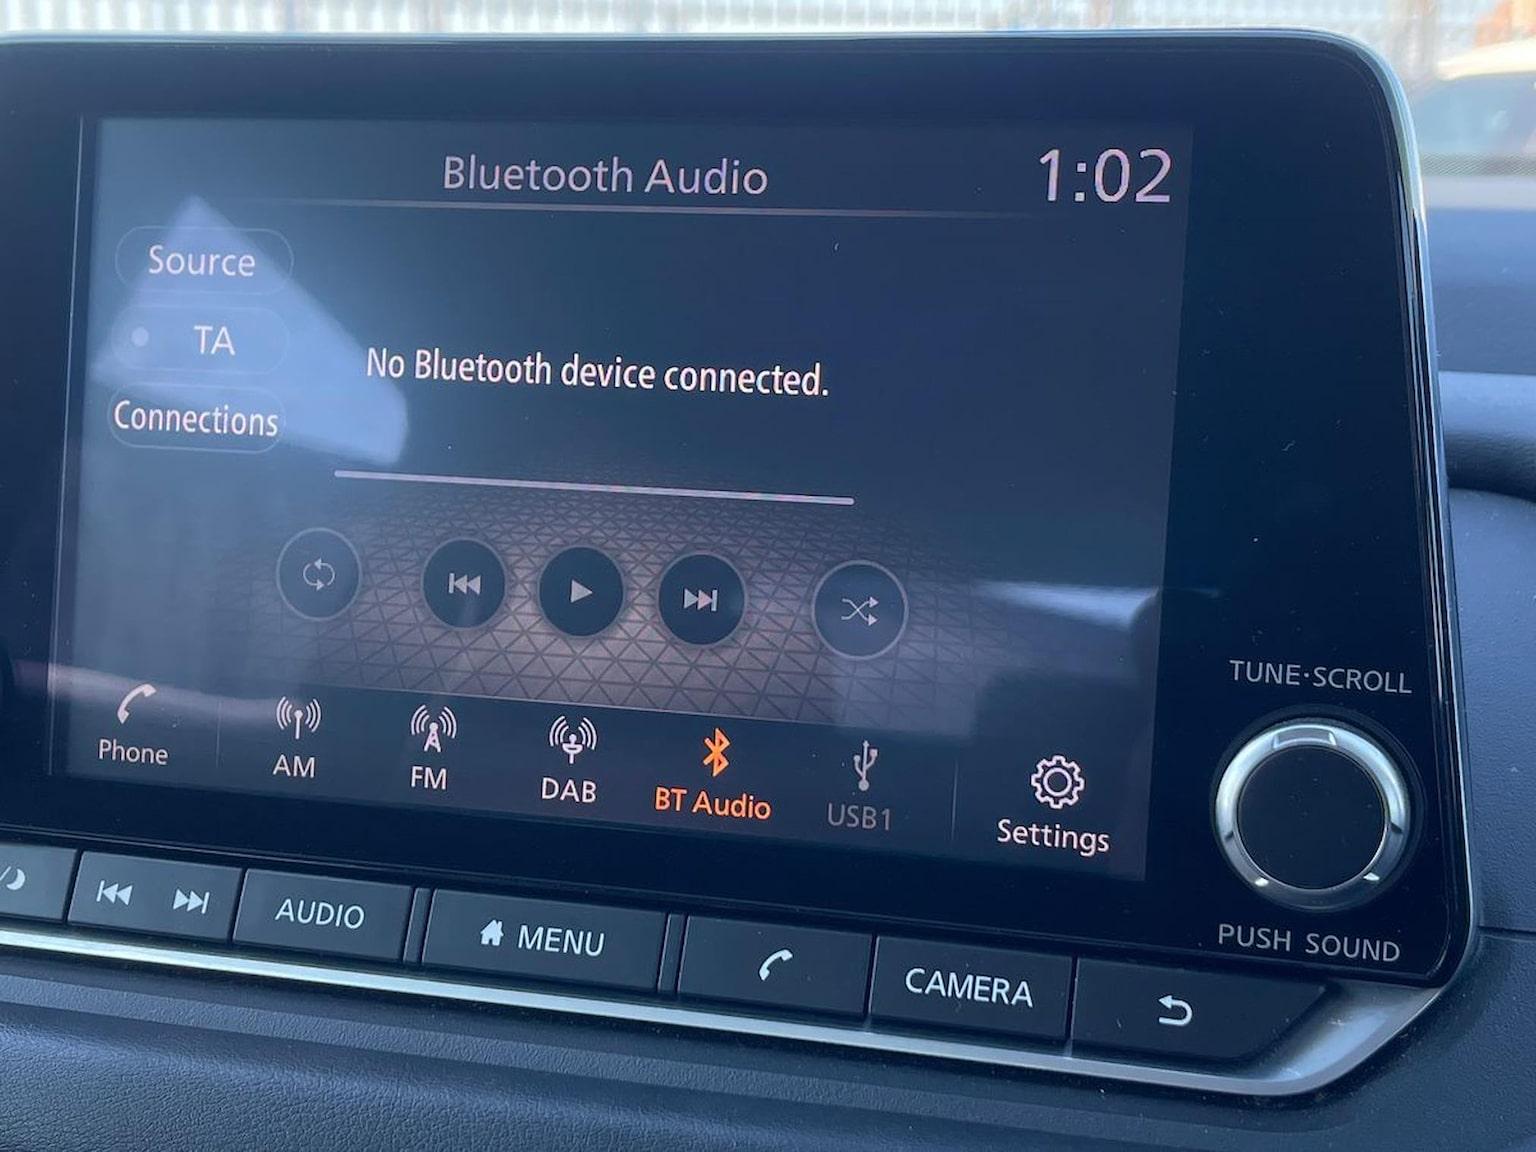 Bluetooth Audio
1:02
Source
TA
No Bluetooth device connected.
Connections
Phone
AM
FM
DAB
BT Audio
USB1
Settings
TUNE·SCROLL
PUSH SOUND
AUDIO
MENU
CAMERA